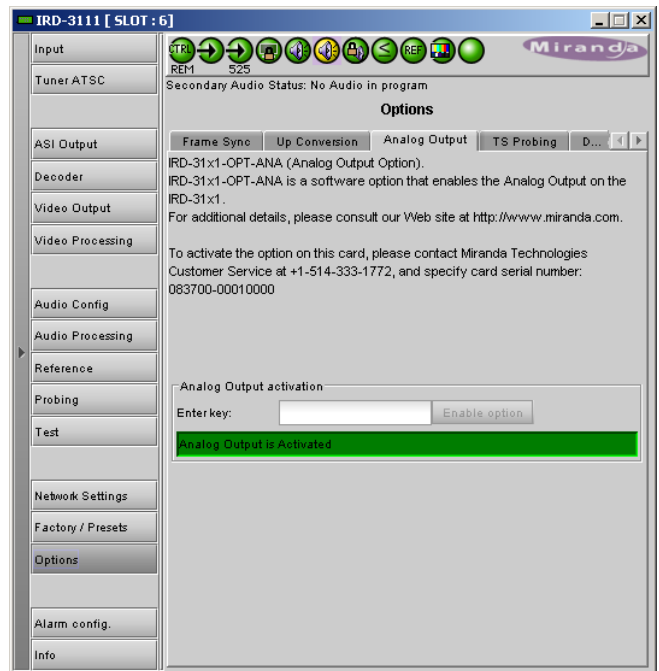 IRD-3111 [ SLOT : 6]
Input
Tuner ATSC
ASI Output
Decoder
Video Output
Video Processing
Audio Config
Audio Processing
Reference
Probing
Test
Network Settings
Factory / Presets
Options
Alarm config.
Info
CTRL
REF
REM
525
Miranda
Secondary Audio Status: No Audio in program
Options
Frame Sync
Up Conversion
Analog Output
TS Probing
D...
IRD-31x1-OPT-ANA (Analog Output Option).
IRD-31x1-OPT-ANA is a software option that enables the Analog Output on the
IRD-31x1.
For additional details, please consult our Web site at http://www.miranda.com.
To activate the option on this card, please contact Miranda Technologies
Customer Service at +1-514-333-1772, and specify card serial number:
083700-00010000
Analog Output activation
Enter key:
Enable option
Analog Output is Activated